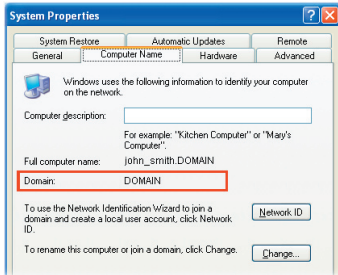 System Properties
System Restore Automatic Updates Remote
General Computer Name Hardware Advanced
Windows uses the following information to identify your computer
on the network.
Computer description:
For example: "Kitchen Computer" or "Mary's
Computer".
Full computer name: john_smith.DOMAIN
Domain: DOMAIN
To use the Network Identification Wizard to join a
domain and create a local user account, click Network
ID.
Network ID
To rename this computer or join a domain, click Change.
Change...